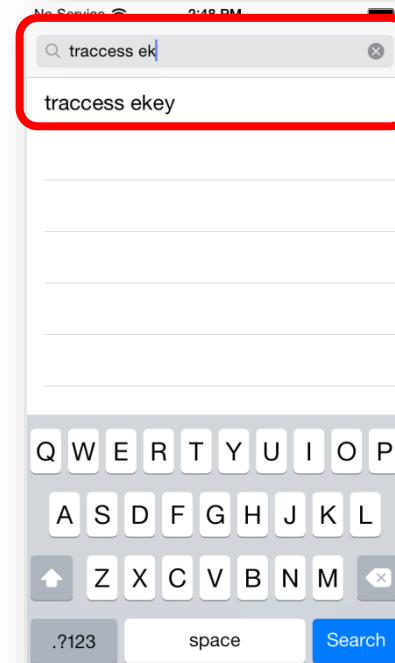 No Service 2:48 PM
traccess ek
traccess ekey
Q W E R T Y U I O P
A S D F G H J K L
Z X C V B N M
.?123 space Search